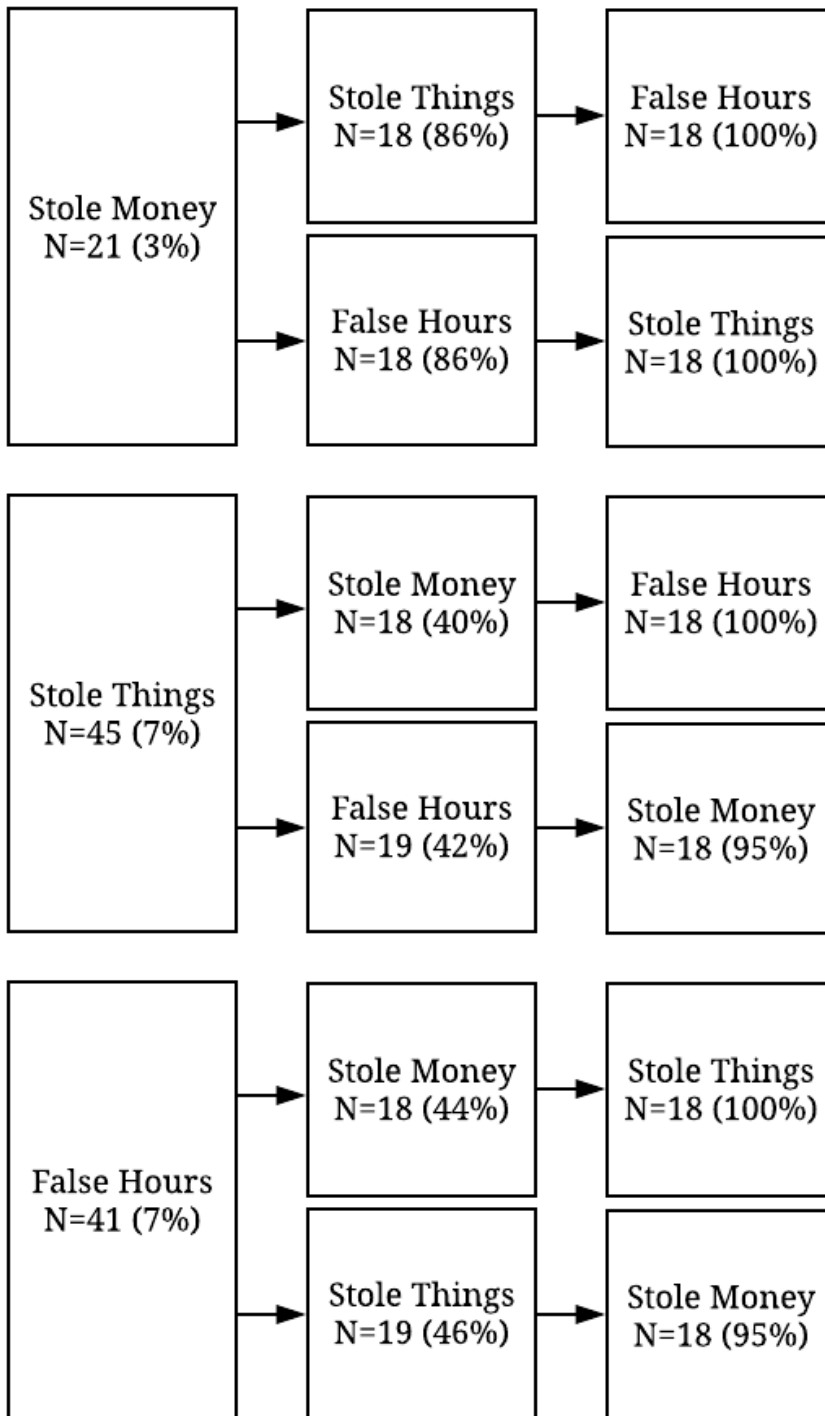 Stole Money
N=21 (3%)
Stole Things
N=18 (86%)
False Hours
N=18 (100%)
False Hours
N=18 (86%)
Stole Things
N=18 (100%)
Stole Things
N=45 (7%)
Stole Money
N=18 (40%)
False Hours
N=18 (100%)
False Hours
N=19 (42%)
Stole Money
N=18 (95%)
False Hours
N=41 (7%)
Stole Money
N=18 (44%)
Stole Things
N=18 (100%)
Stole Things
N=19 (46%)
Stole Money
N=18 (95%)